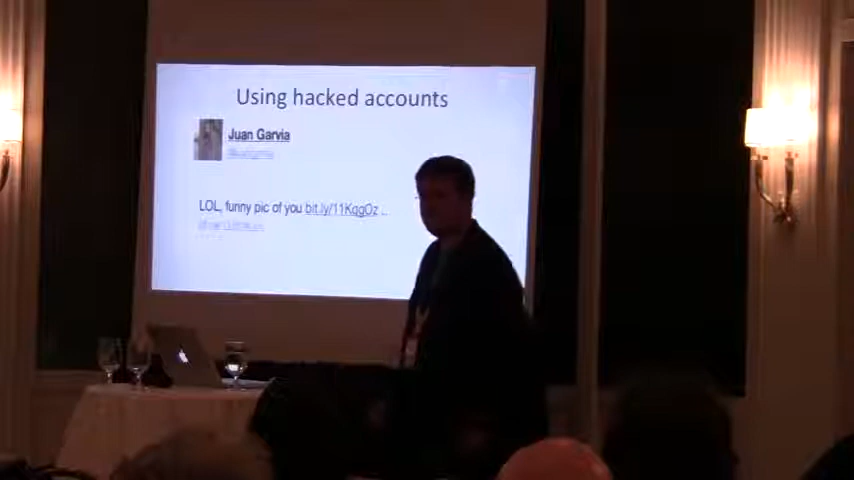 Using hacked accounts
Juan Garvia
LOL, funny pic of you bit.ly/11KqgOz ..